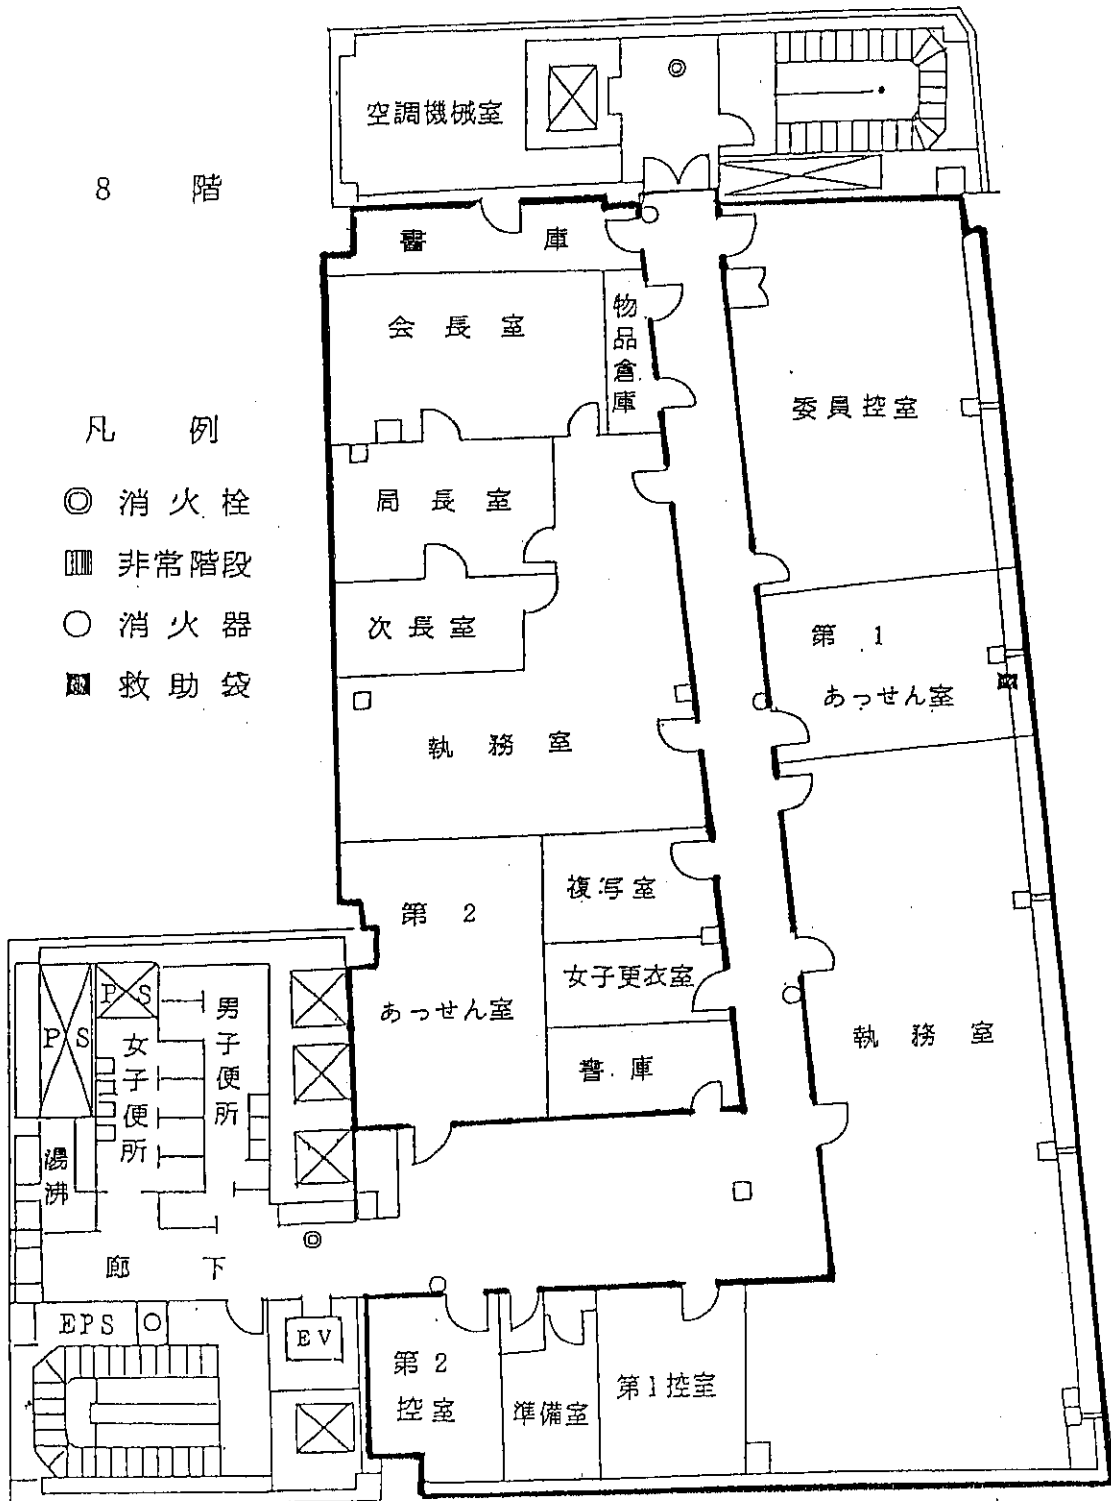 8 階
凡 例
◎ 消火栓
非常階段
○ 消火器
救助袋
空調機械室
書 庫
会長室
物品倉庫
委員控室
局長室
次長室
執務室
第 1
あっせん室
第 2
あっせん室
複写室
女子更衣室
書庫
執務室
PS
PS
男子便所
女子便所
湯沸
廊下
EPS
EV
第2
控室
準備室
第1控室